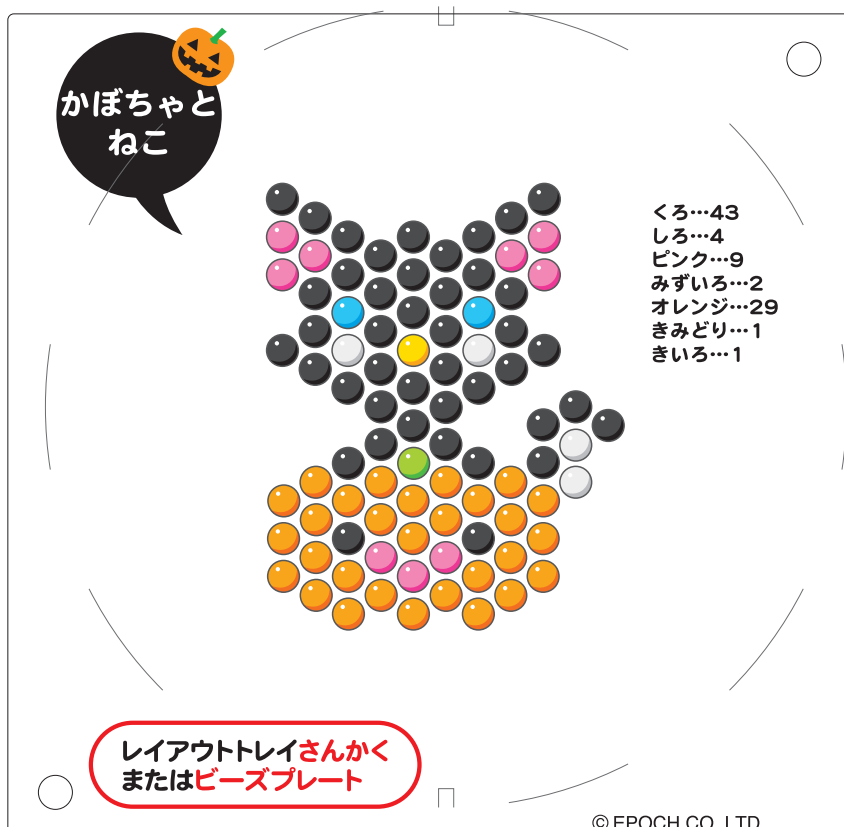 かぼちゃと
ねこ
くろ…43
しろ…4
ピンク…9
みずいろ…2
オレンジ…29
きみどり…1
きいろ…1
レイアウトトレイさんかく
またはビーズプレート
© EPOCH CO., LTD.